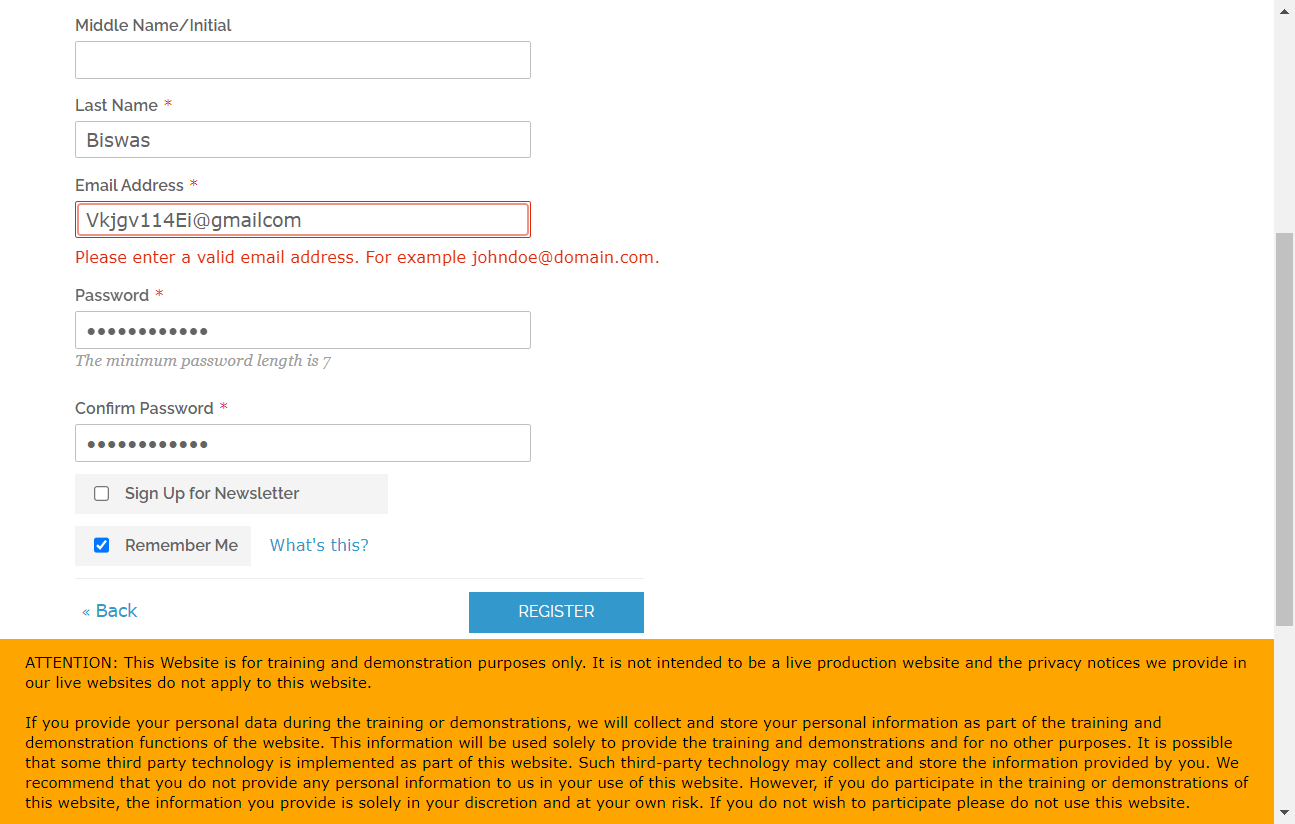 Middle Name/Initial
Last Name *
Biswas
Email Address *
Vkjgv114Ei@gmailcom
Please enter a valid email address. For example johndoe@domain.com.
Password *
••••••••••••
The minimum password length is 7
Confirm Password *
••••••••••••
Sign Up for Newsletter
Remember Me What's this?
« Back REGISTER
ATTENTION: This Website is for training and demonstration purposes only. It is not intended to be a live production website and the privacy notices we provide in
our live websites do not apply to this website.
If you provide your personal data during the training or demonstrations, we will collect and store your personal information as part of the training and
demonstration functions of the website. This information will be used solely to provide the training and demonstrations and for no other purposes. It is possible
that some third party technology is implemented as part of this website. Such third-party technology may collect and store the information provided by you. We
recommend that you do not provide any personal information to us in your use of this website. However, if you do participate in the training or demonstrations of
this website, the information you provide is solely in your discretion and at your own risk. If you do not wish to participate please do not use this website.